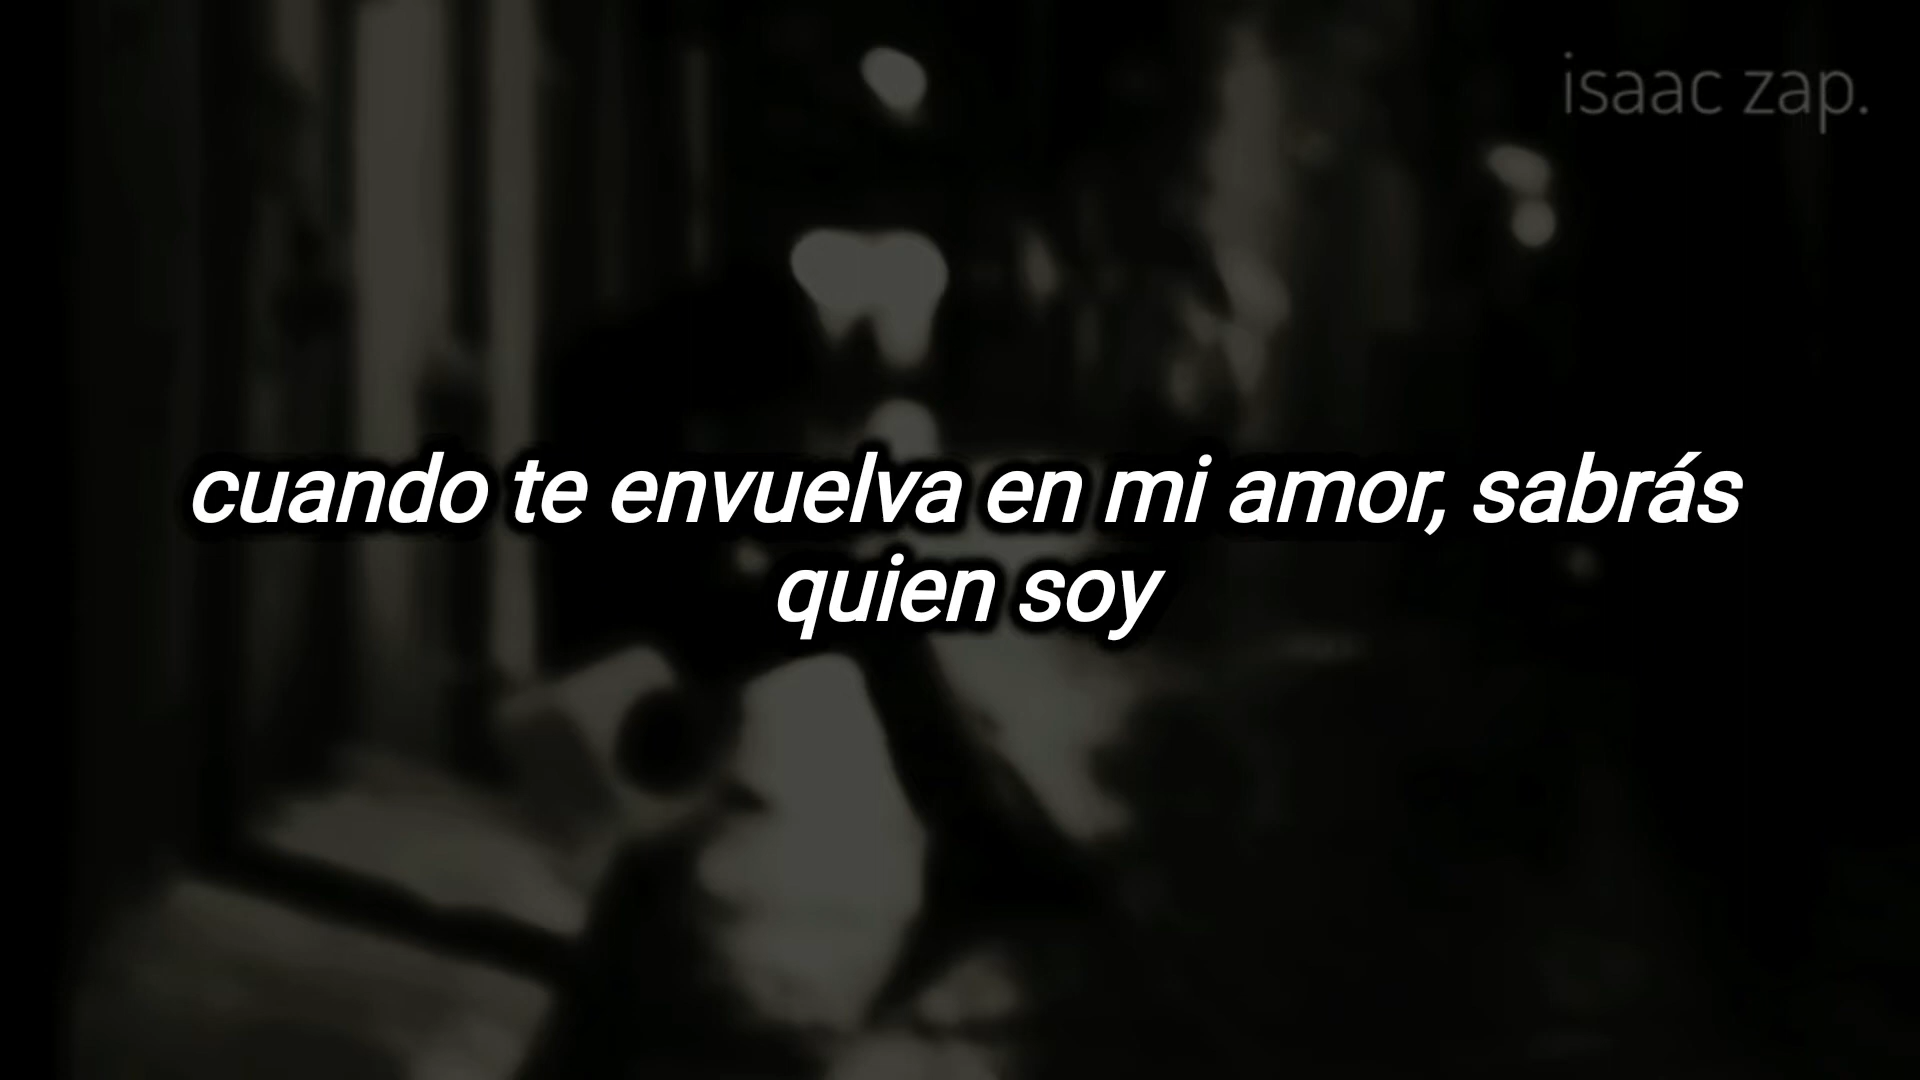 isaac zap.
cuando te envuelva en mi amor, sabrás
quien soy